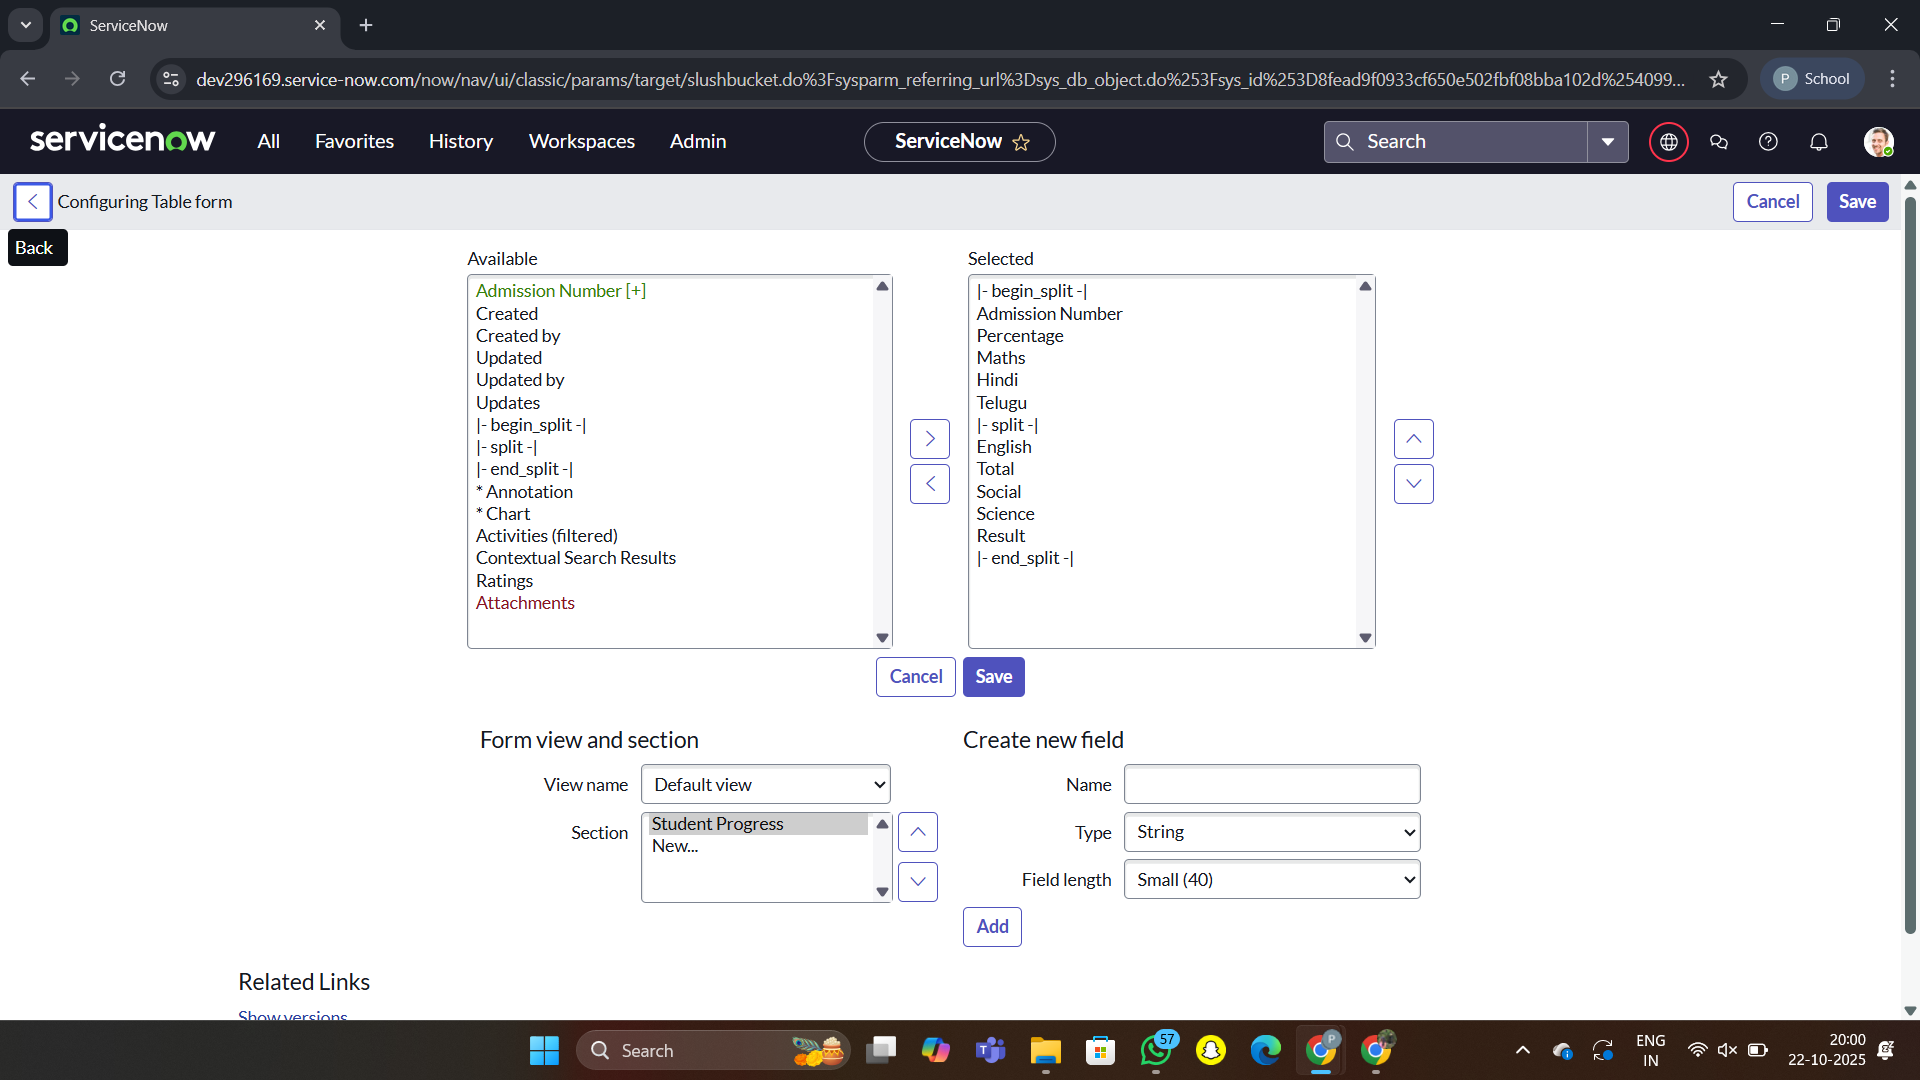 ServiceNow
dev296169.service-now.com/now/nav/ui/classic/params/target/slushbucket.do%3Fsysparm_referring_url%3Dsys_db_object.do%253Fsys_id%253D8fead9f0933cf650e502fbf08bba102d%254099...
P School
servicenow All Favorites History Workspaces Admin ServiceNow Search
Configuring Table form Cancel Save
Back
Available
Admission Number [+]
Created
Created by
Updated
Updated by
Updates
|- begin_split -|
|- split -|
|- end_split -|
* Annotation
* Chart
Activities (filtered)
Contextual Search Results
Ratings
Attachments
Selected
|- begin_split -|
Admission Number
Percentage
Maths
Hindi
Telugu
|- split -|
English
Total
Social
Science
Result
|- end_split -|
Cancel Save
Form view and section
View name Default view
Section Student Progress
New...
Create new field
Name
Type String
Field length Small (40)
Add
Related Links
Show versions
Search
57
P
ENG
IN
20:00
22-10-2025